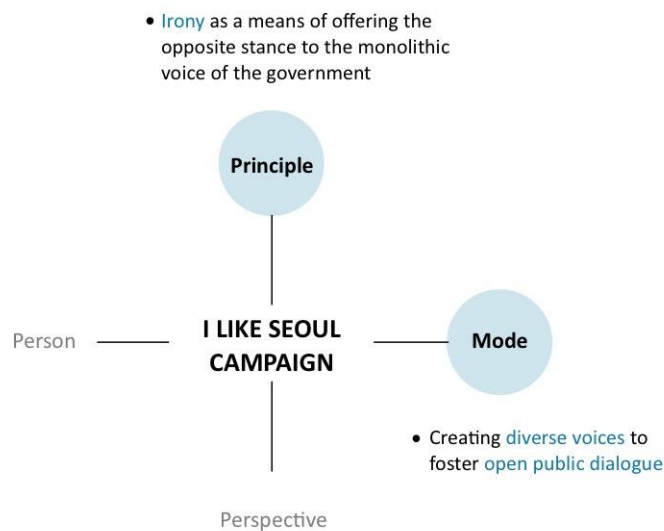 • Irony as a means of offering the
opposite stance to the monolithic
voice of the government
Principle
Person
I LIKE SEOUL
CAMPAIGN
Mode
• Creating diverse voices to
foster open public dialogue
Perspective